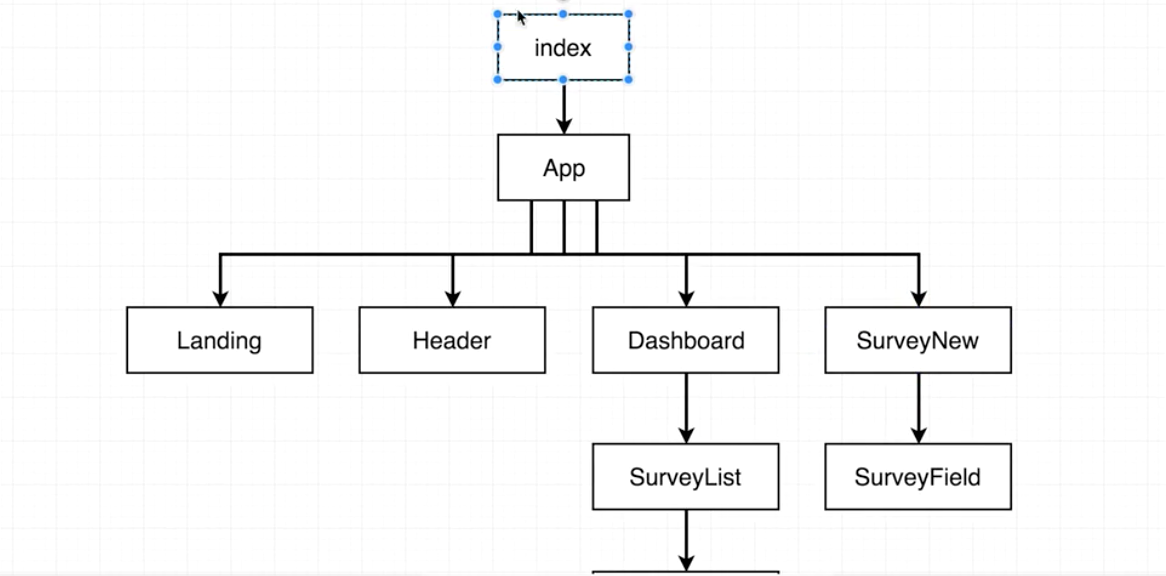 index
App
Landing
Header
Dashboard
SurveyNew
SurveyList
SurveyField